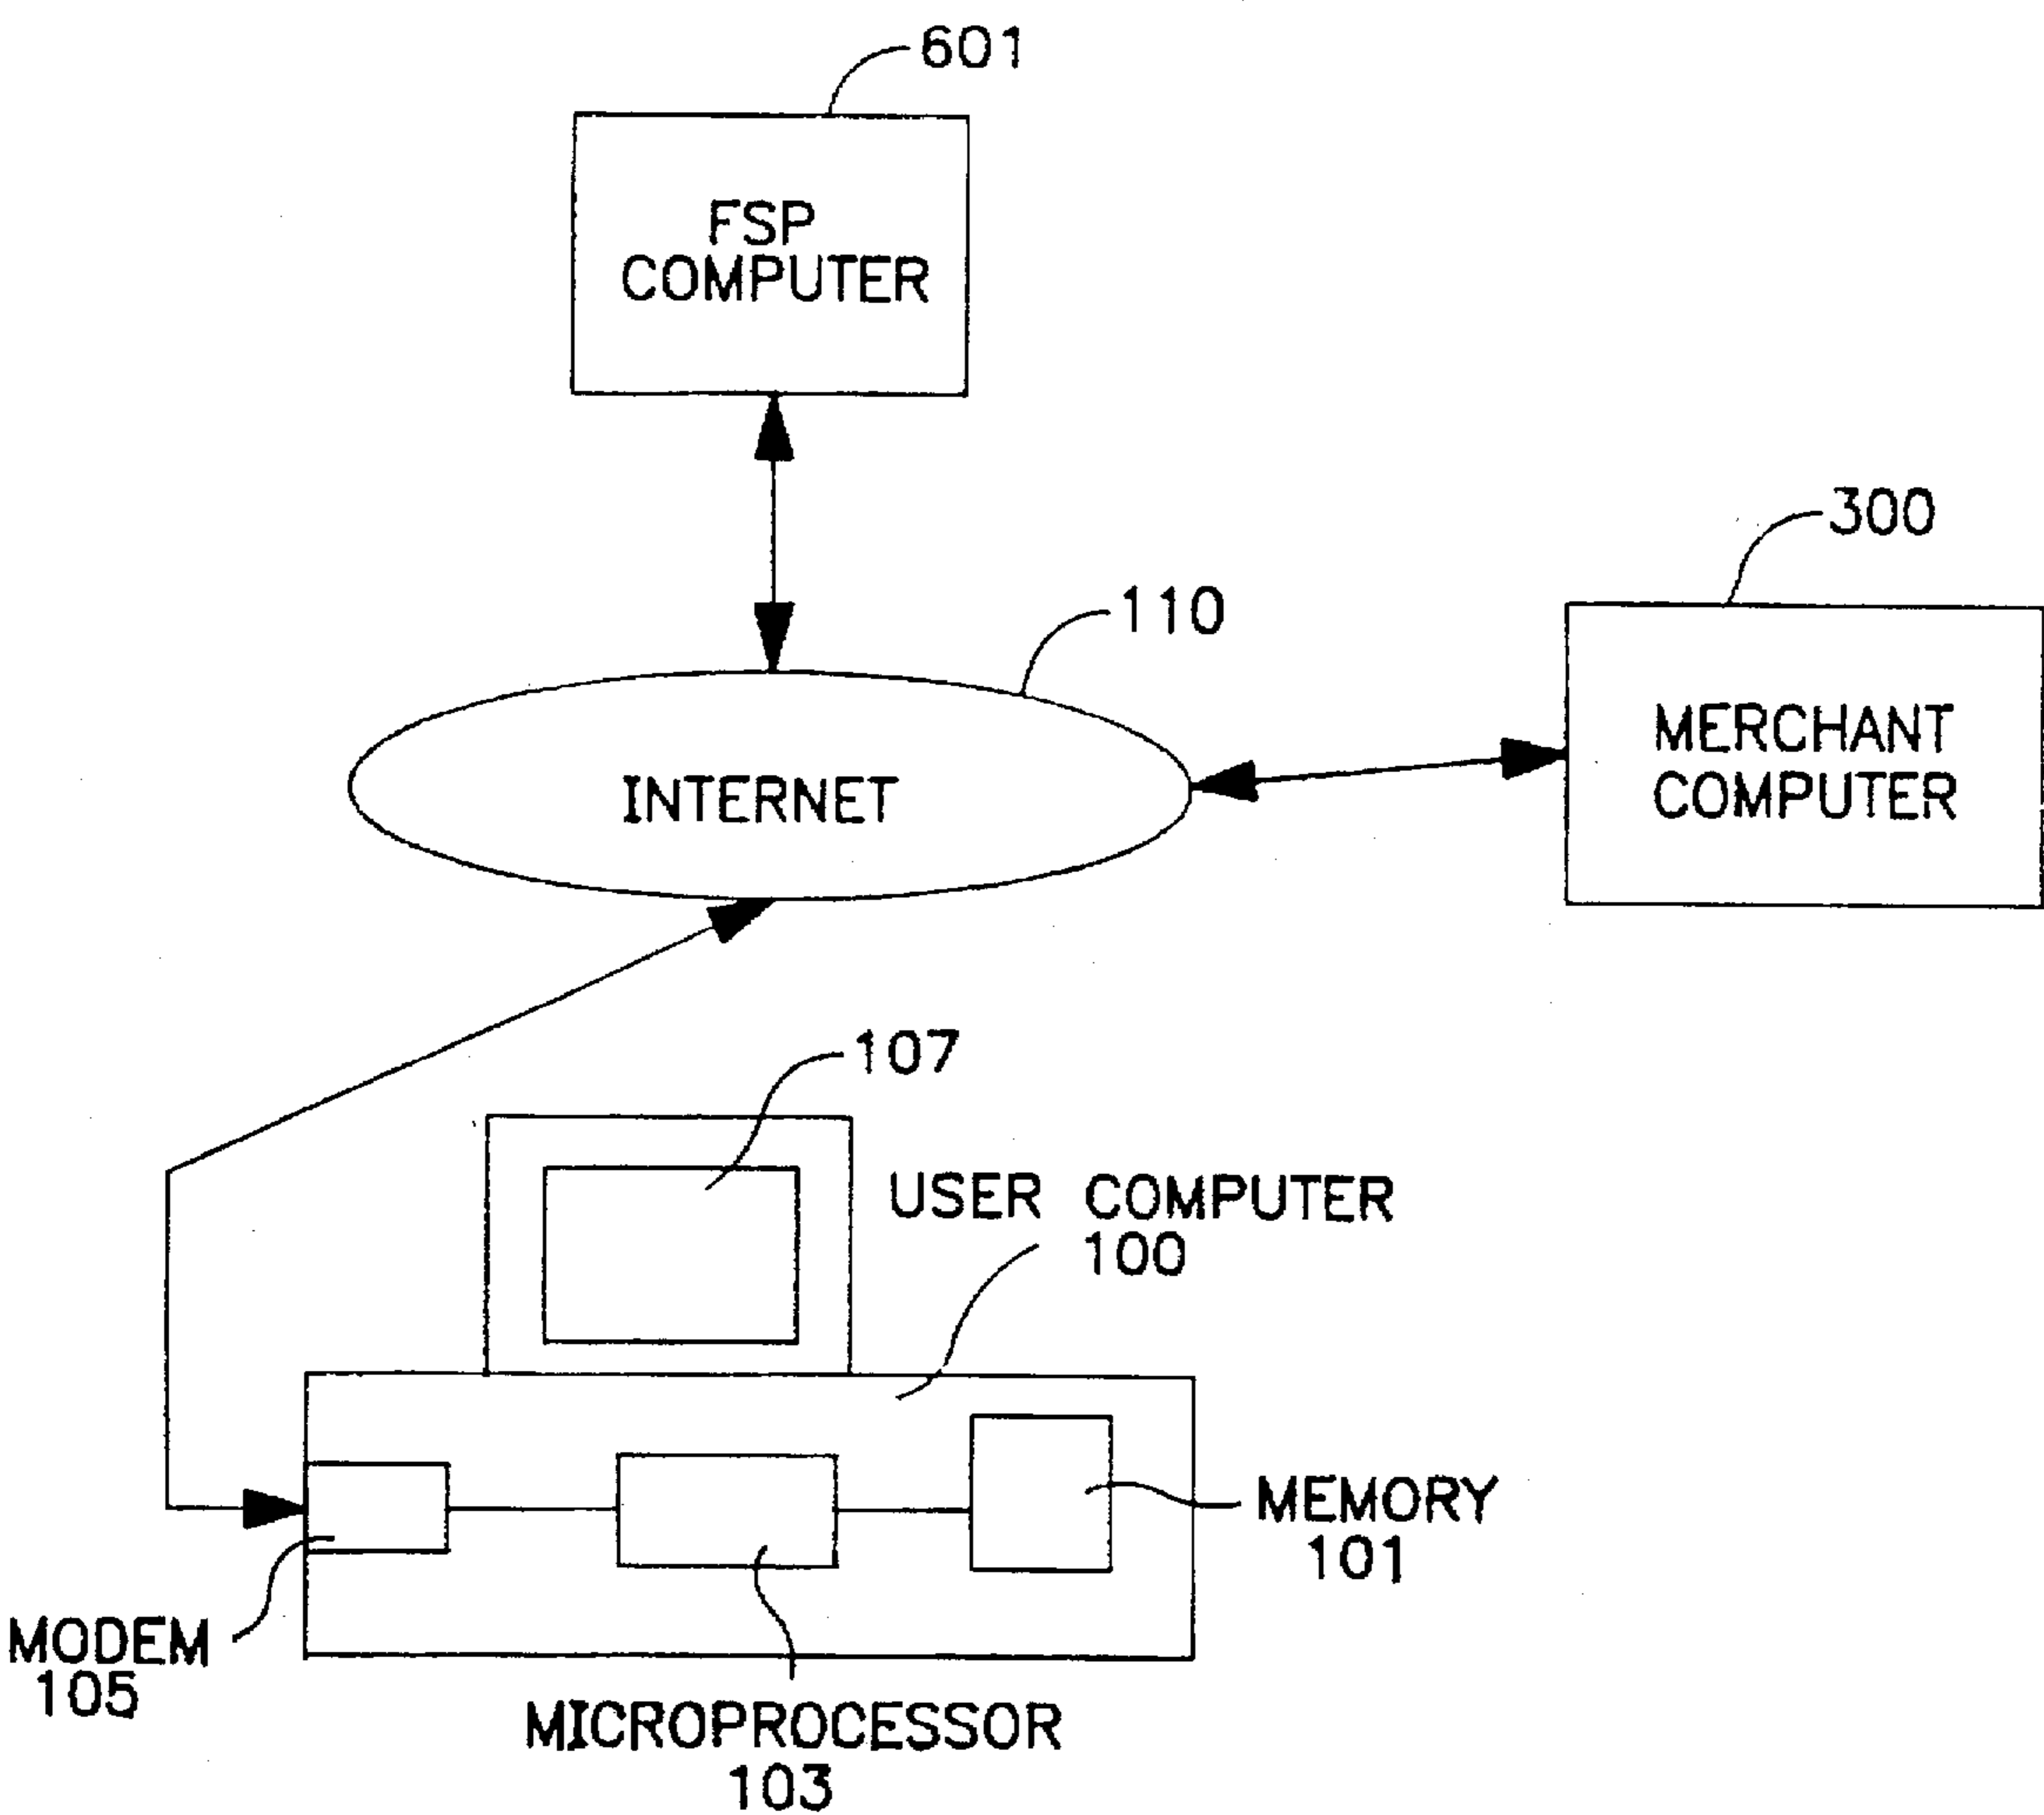 601
FSP
COMPUTER
300
110
MERCHANT
COMPUTER
INTERNET
107
USER COMPUTER
100
MEMORY
101
MODEM
105
MICROPROCESSOR
103